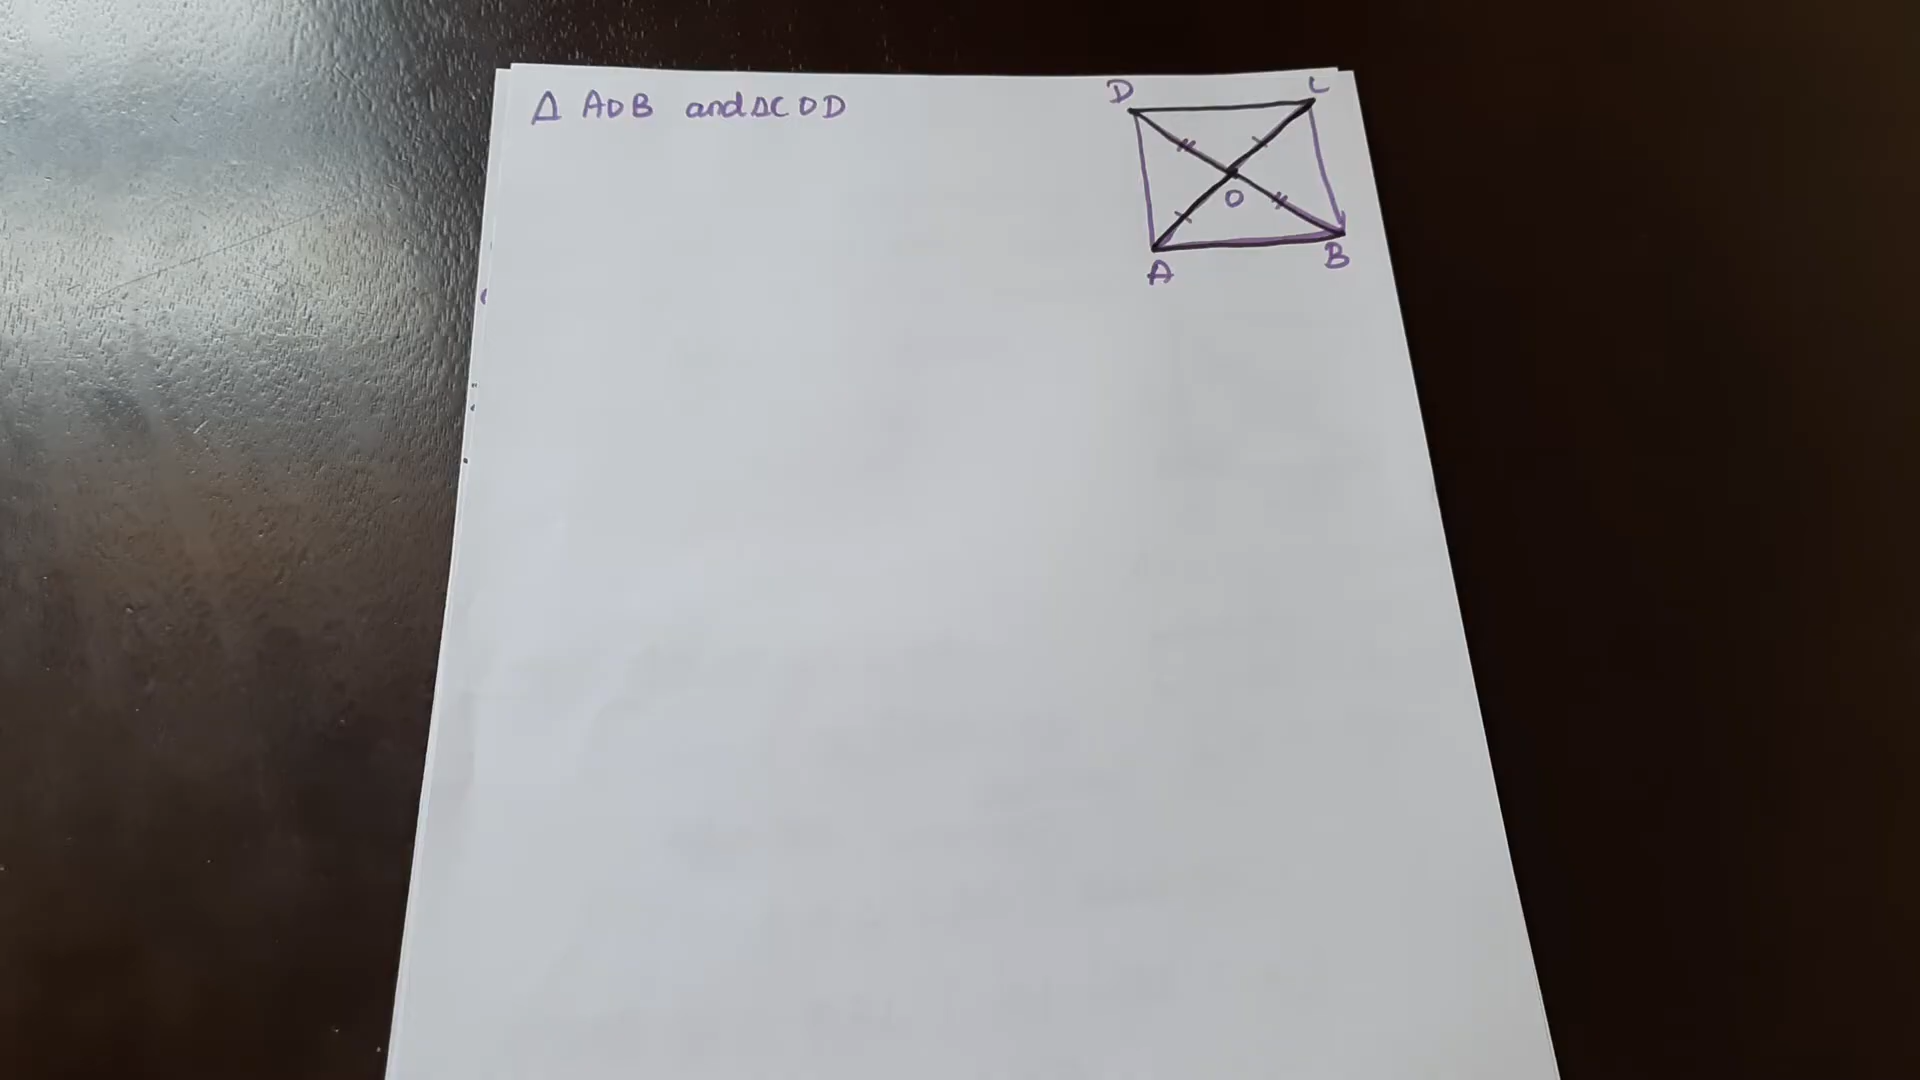 Δ AOB and Δ COD
D C
O
A B